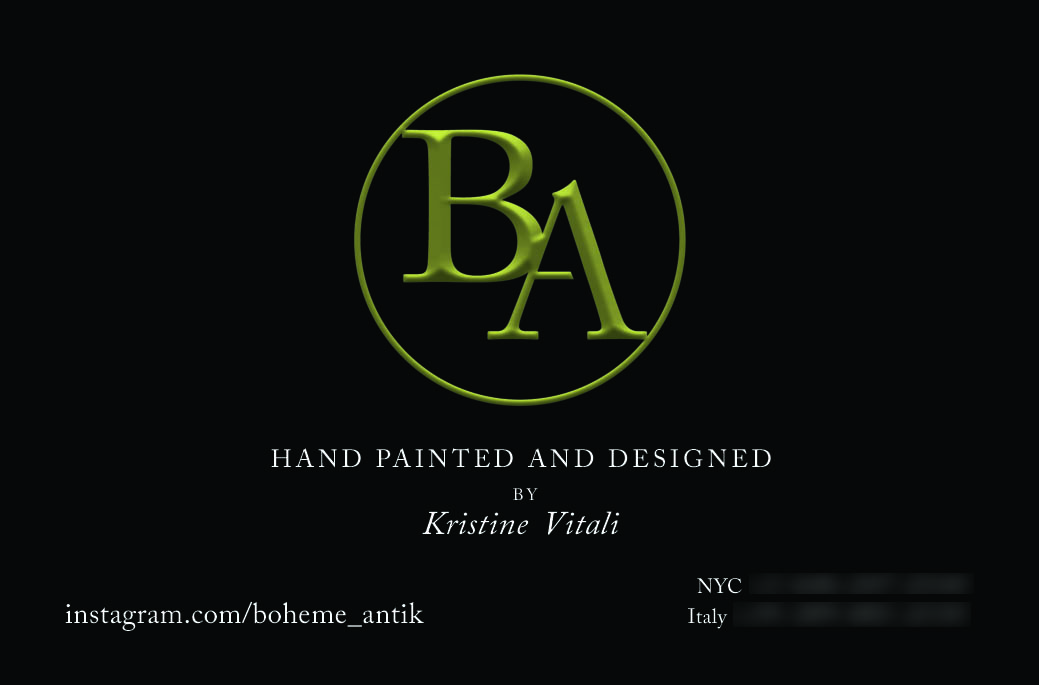 BA
HAND PAINTED AND DESIGNED
BY
Kristine Vitali
NYC
instagram.com/boheme_antik
Italy